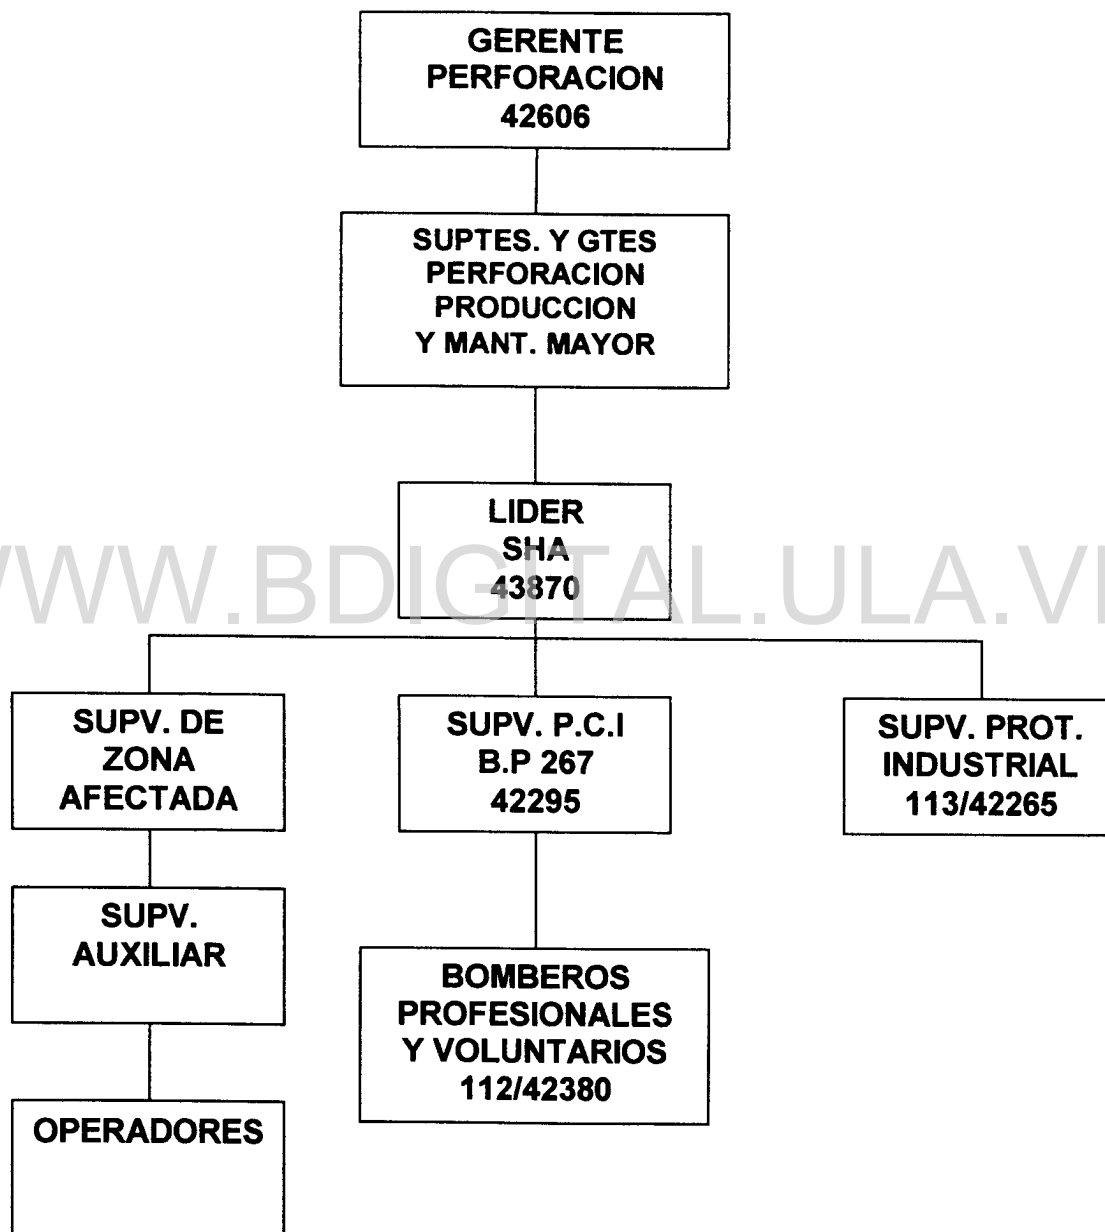 GERENTE
PERFORACION
42606
SUPTES. Y GTES
PERFORACION
PRODUCCION
Y MANT. MAYOR
LIDER
SHA
43870
WWW.BDIGITAL.ULA.VE
SUPV. DE
ZONA
AFECTADA
SUPV. P.C.I
B.P 267
42295
SUPV. PROT.
INDUSTRIAL
113/42265
SUPV.
AUXILIAR
BOMBEROS
PROFESIONALES
Y VOLUNTARIOS
112/42380
OPERADORES